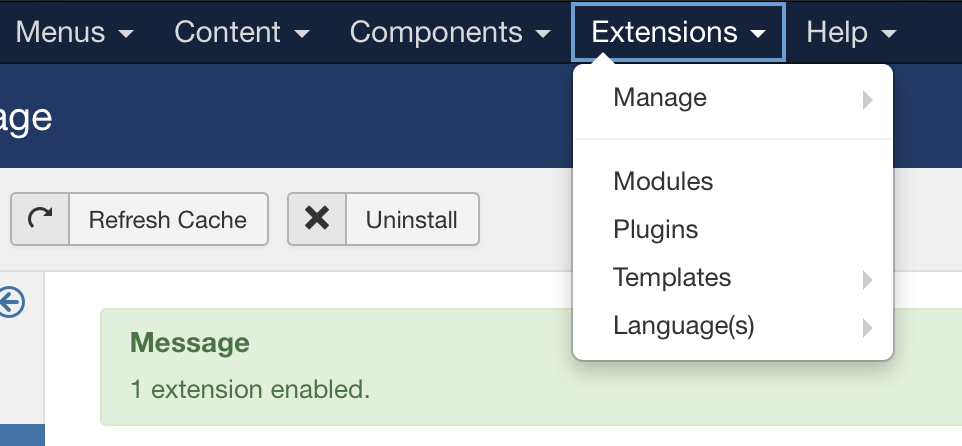 Menus Content Components Extensions Help
age
Manage
Modules
Plugins
Templates
Language(s)
Refresh Cache Uninstall
Message
1 extension enabled.